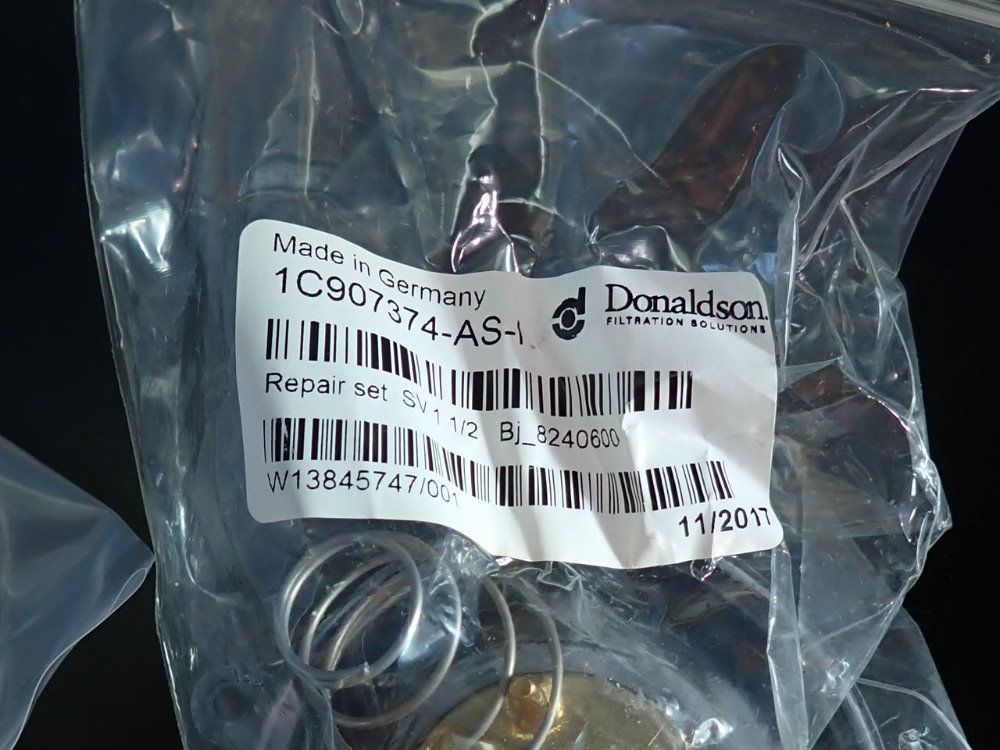 Made in Germany
1C907374-AS-
Donaldson.
FILTRATION SOLUTIONS
Repair set SV 1 1/2 Bj_8240600
W13845747/001
11/2017